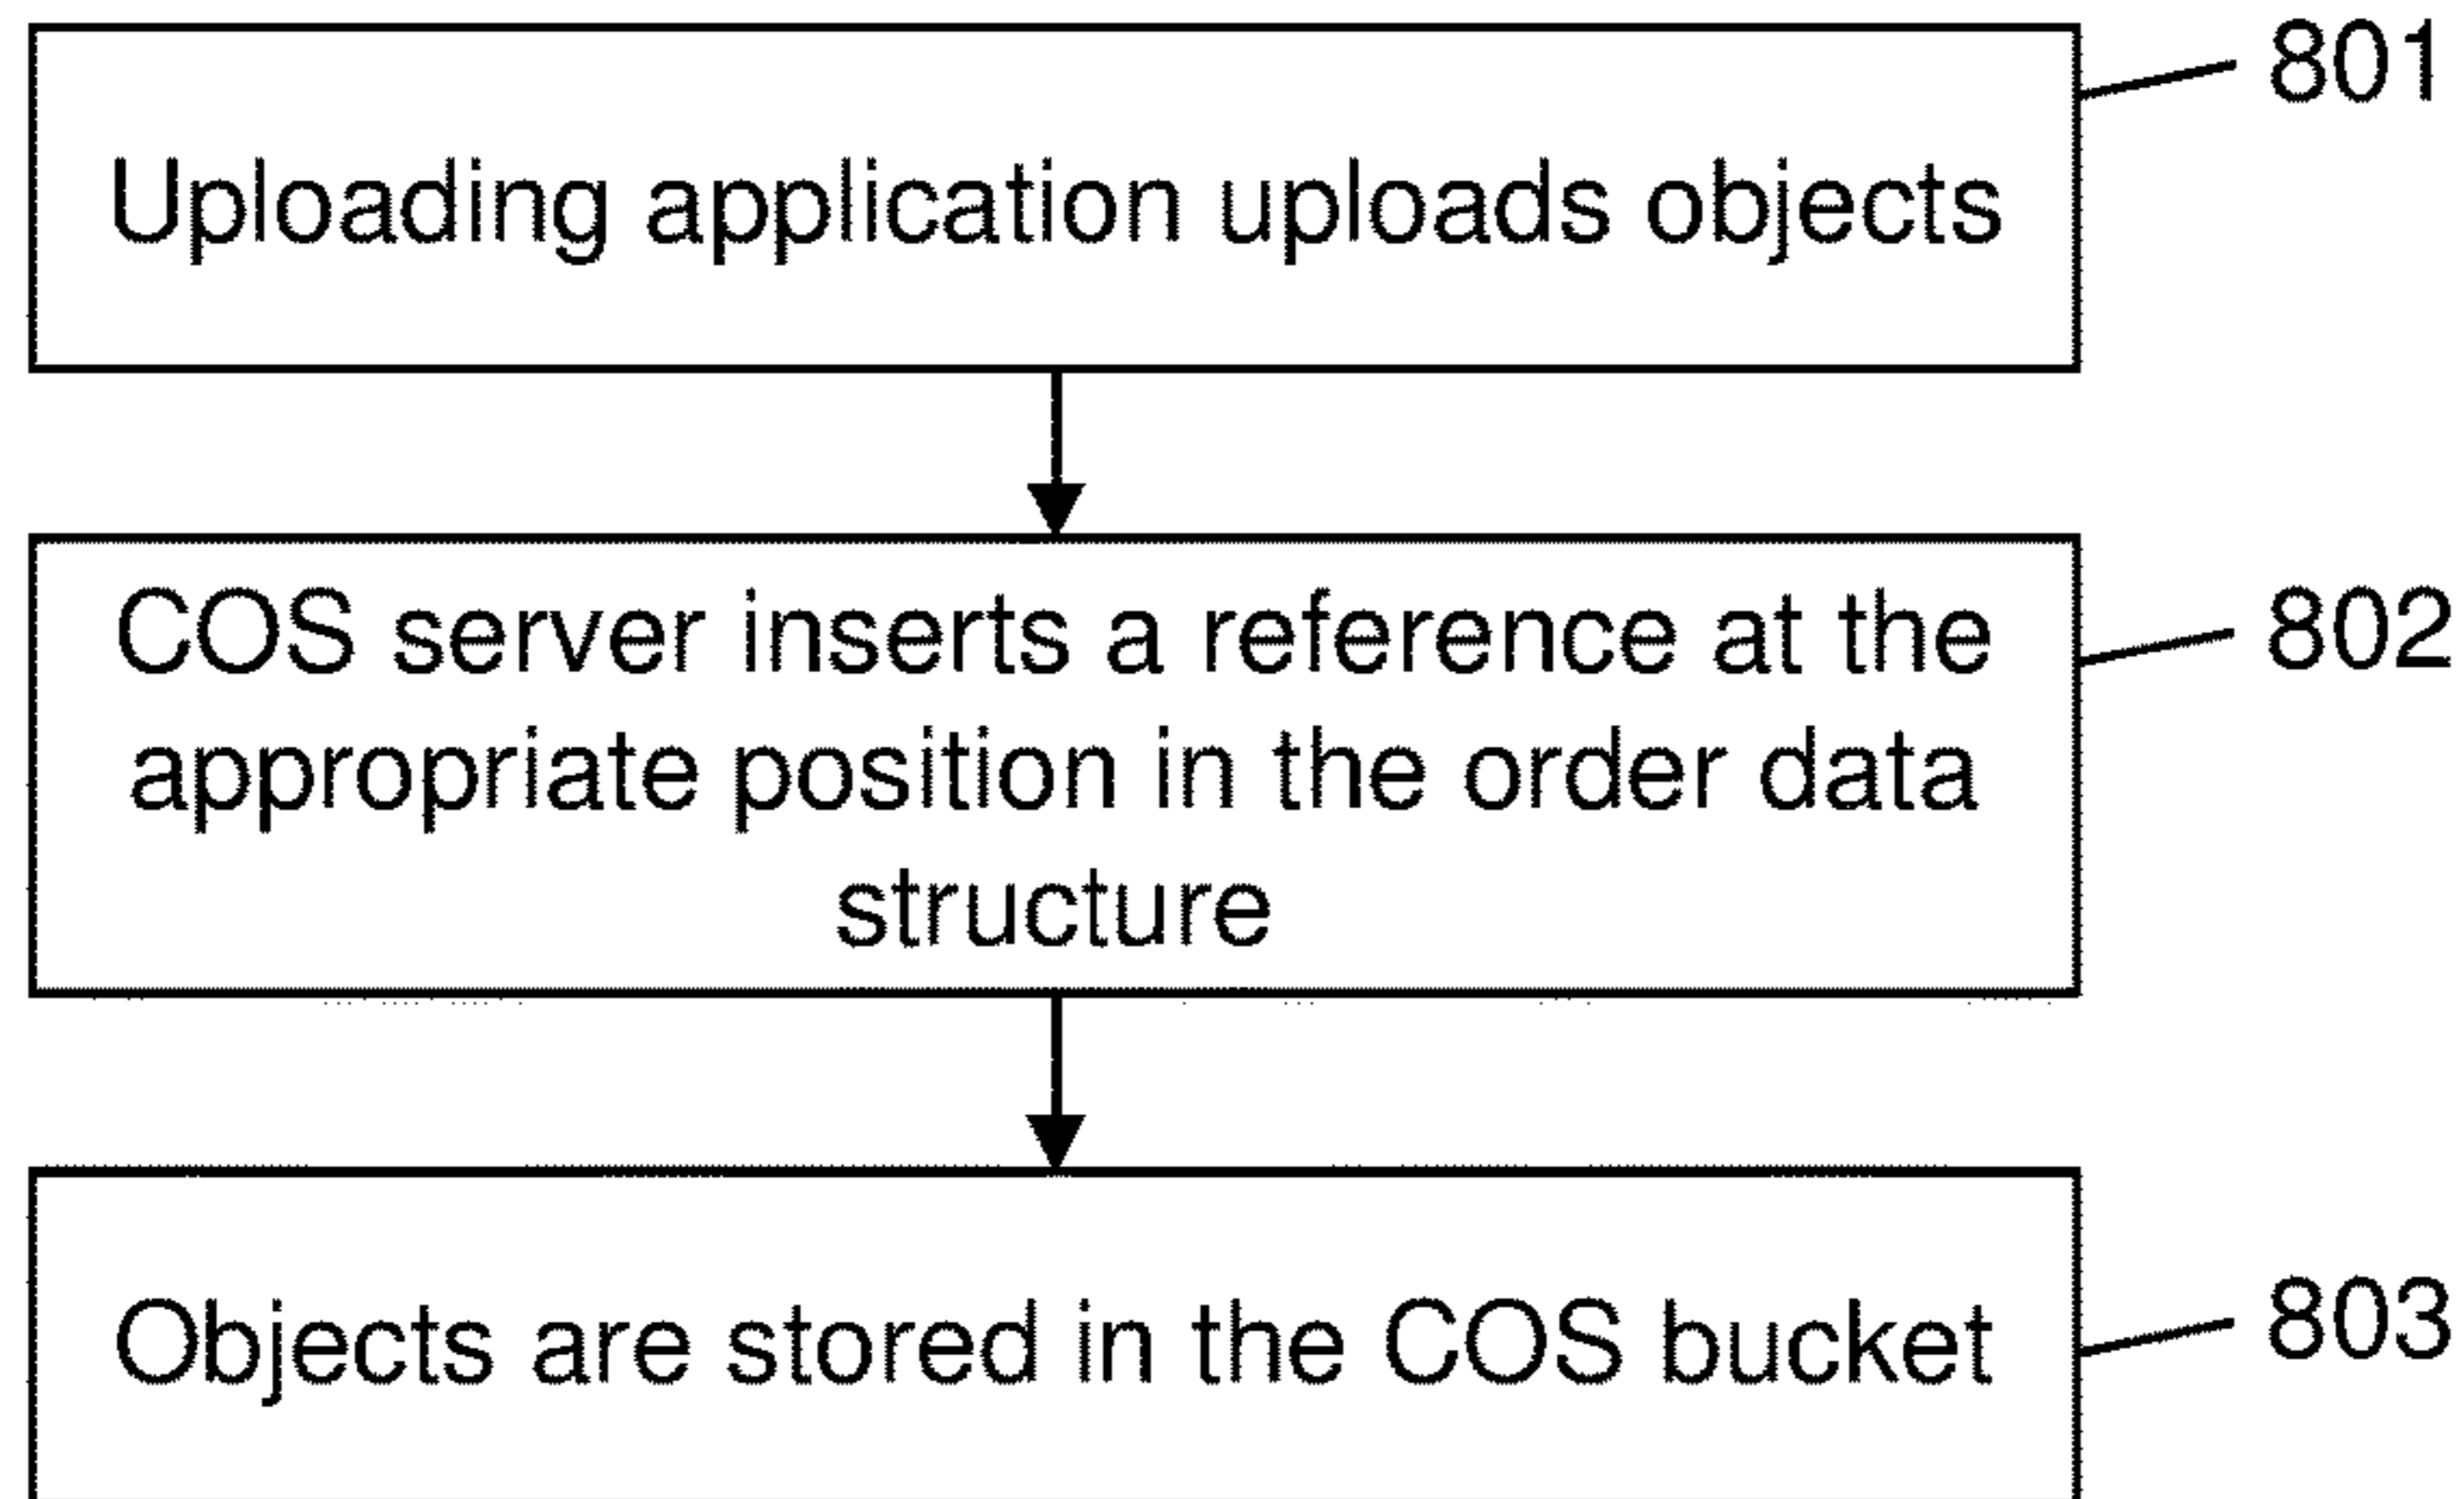 801
Uploading application uploads objects
COS server inserts a reference at the
802
appropriate position in the order data
structure
Objects are stored in the COS bucket
803